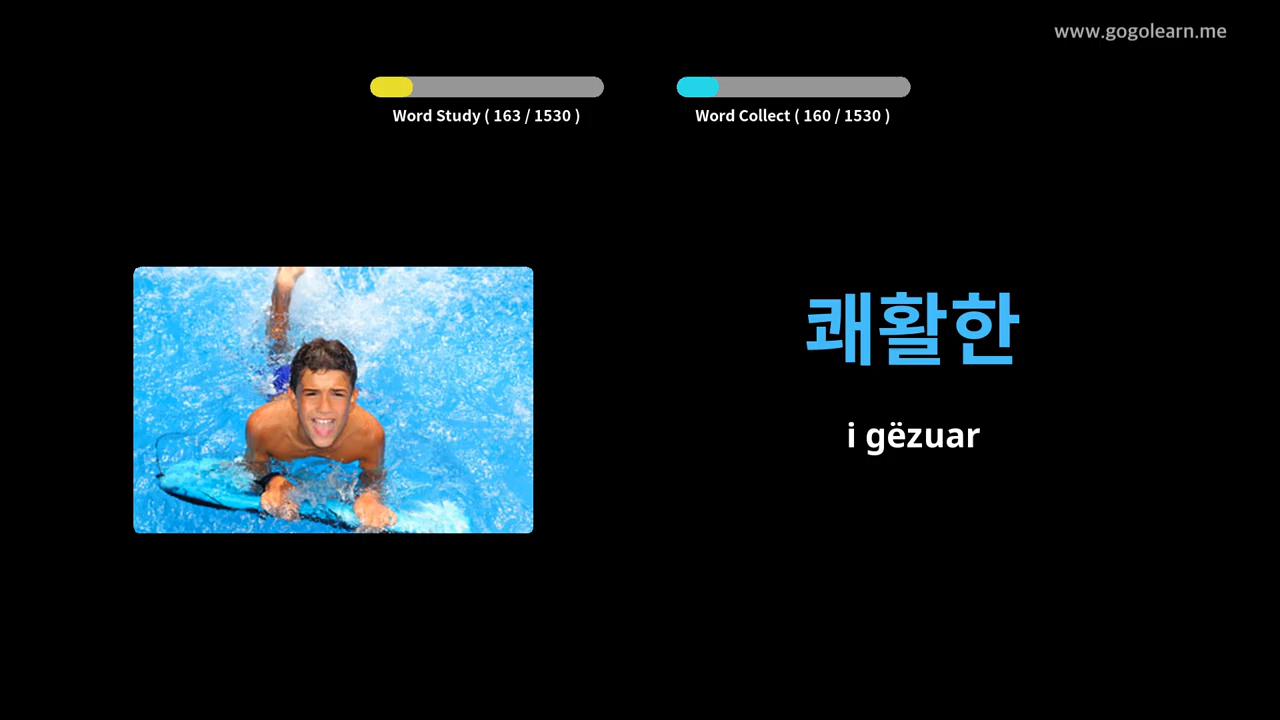 www.gogolearn.me
Word Study ( 163 / 1530 )
Word Collect ( 160 / 1530 )
쾌활한
i gëzuar